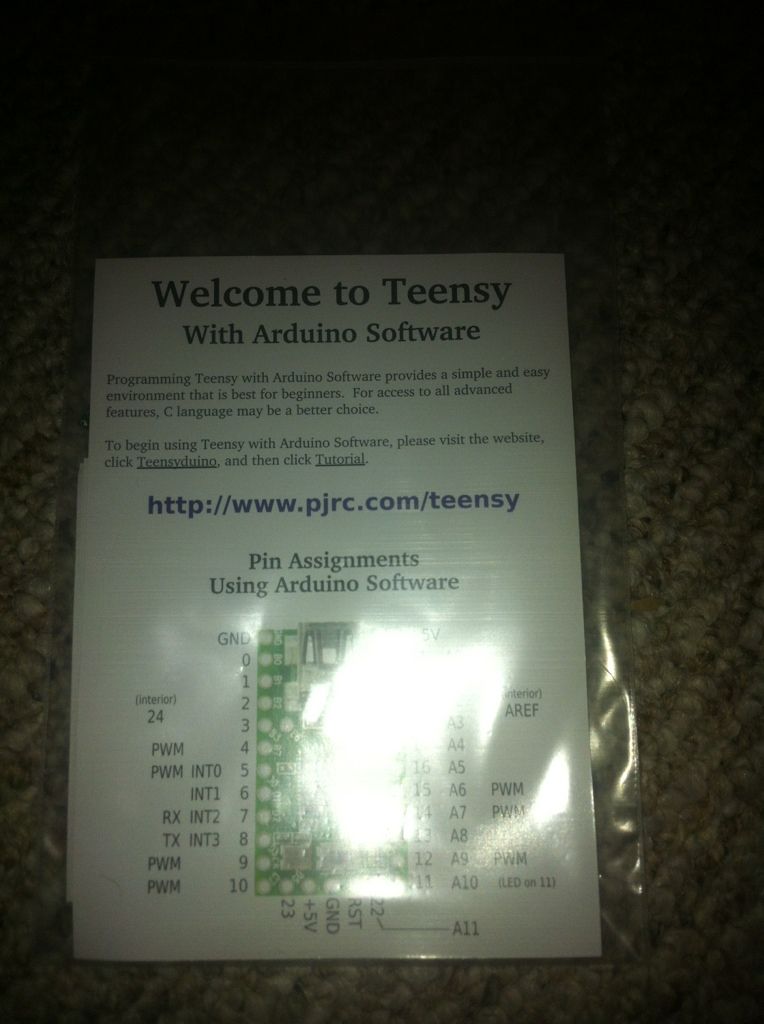 Welcome to Teensy
With Arduino Software
Programming Teensy with Arduino Software provides a simple and easy
environment that is best for beginners. For access to all advanced
features, C language may be a better choice.
To begin using Teensy with Arduino Software, please visit the website,
click Teensyduino, and then click Tutorial.
http://www.pjrc.com/teensy
Pin Assignments
Using Arduino Software
GND 5V
0
1
(interior) 2 (interior)
24 AREF
3 A3
PWM 4 A4
PWM INT0 5 16 A5
INT1 6 15 A6 PWM
RX INT2 7 14 A7 PWM
TX INT3 8 13 A8
PWM 9 12 A9 PWM
PWM 10 11 A10 (LED on 11)
23 +5V GND RST 22
A11